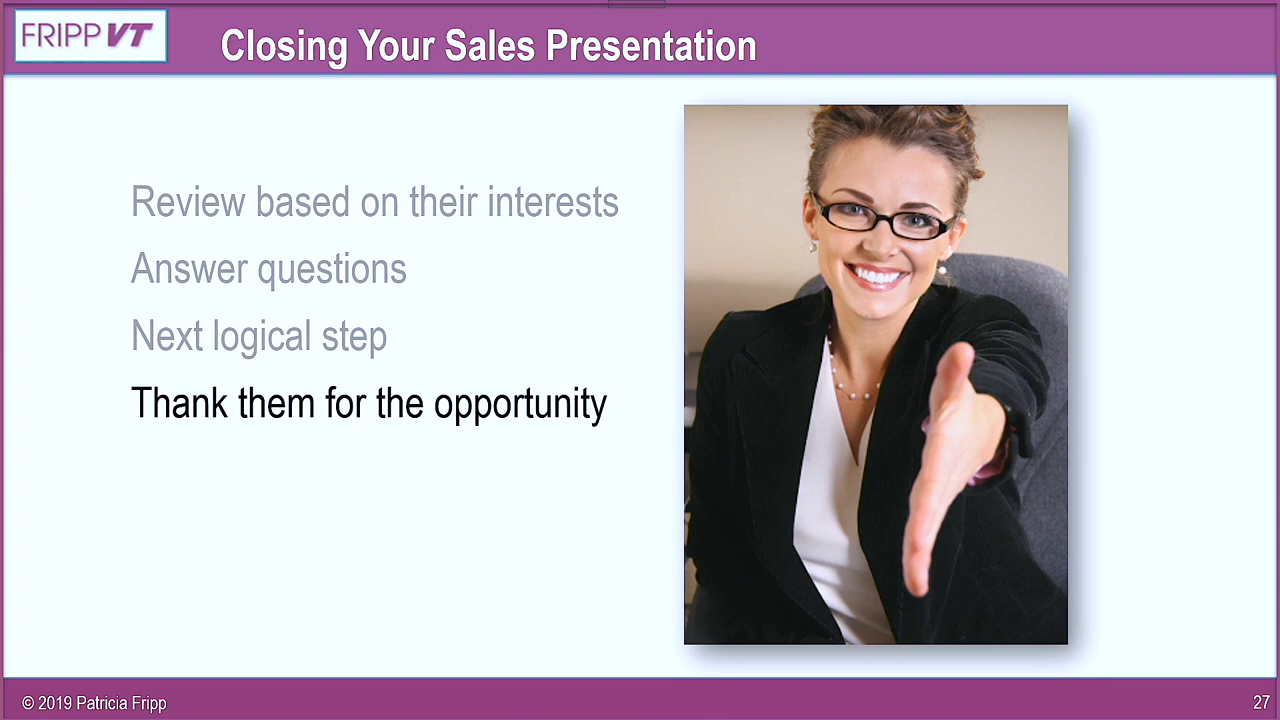 FRIPP VT
Closing Your Sales Presentation
Review based on their interests
Answer questions
Next logical step
Thank them for the opportunity
© 2019 Patricia Fripp
27